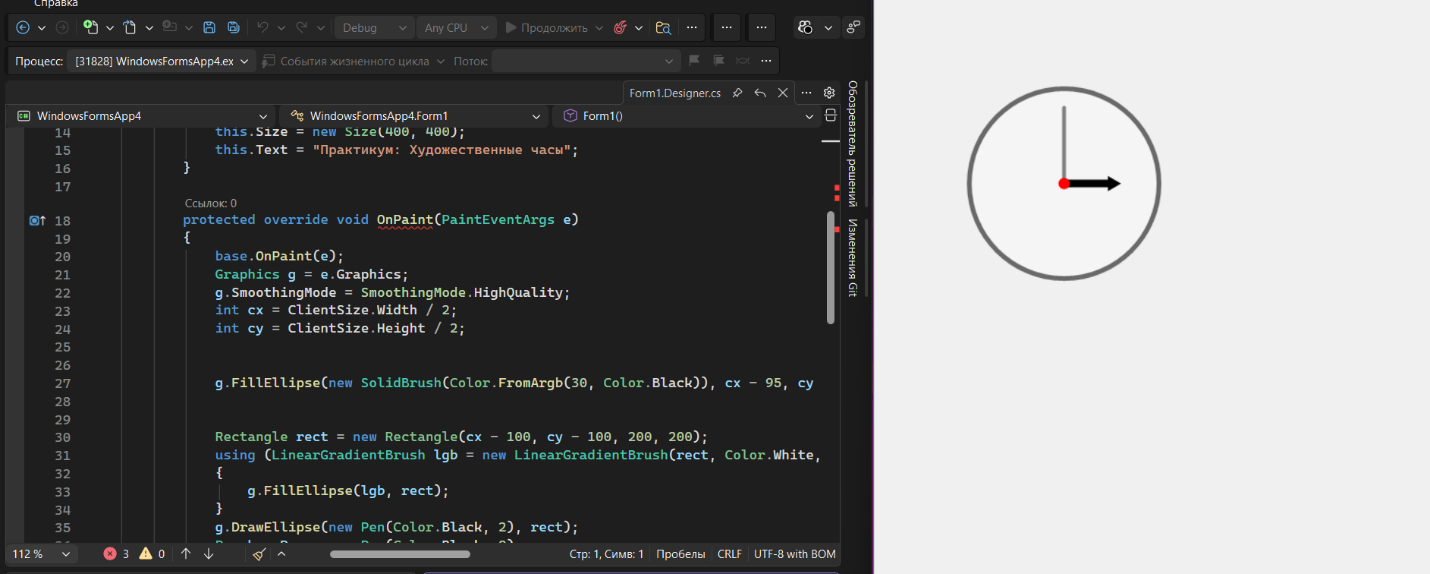 Справка
Debug Any CPU Продолжить
Процесс: [31828] WindowsFormsApp4.ex События жизненного цикла Поток:
Form1.Designer.cs
WindowsFormsApp4 WindowsFormsApp4.Form1 Form1()
14 this.Size = new Size(400, 400);
15 this.Text = "Практикум: Художественные часы";
16 }
17
Ссылок: 0
18 protected override void OnPaint(PaintEventArgs e)
19 {
20 base.OnPaint(e);
21 Graphics g = e.Graphics;
22 g.SmoothingMode = SmoothingMode.HighQuality;
23 int cx = ClientSize.Width / 2;
24 int cy = ClientSize.Height / 2;
25
26
27 g.FillEllipse(new SolidBrush(Color.FromArgb(30, Color.Black)), cx - 95, cy
28
29
30 Rectangle rect = new Rectangle(cx - 100, cy - 100, 200, 200);
31 using (LinearGradientBrush lgb = new LinearGradientBrush(rect, Color.White,
32 {
33 g.FillEllipse(lgb, rect);
34 }
35 g.DrawEllipse(new Pen(Color.Black, 2), rect);
112 % 3 0 Стр: 1, Симв: 1 Пробелы CRLF UTF-8 with BOM
Обозреватель решений
Изменения Git